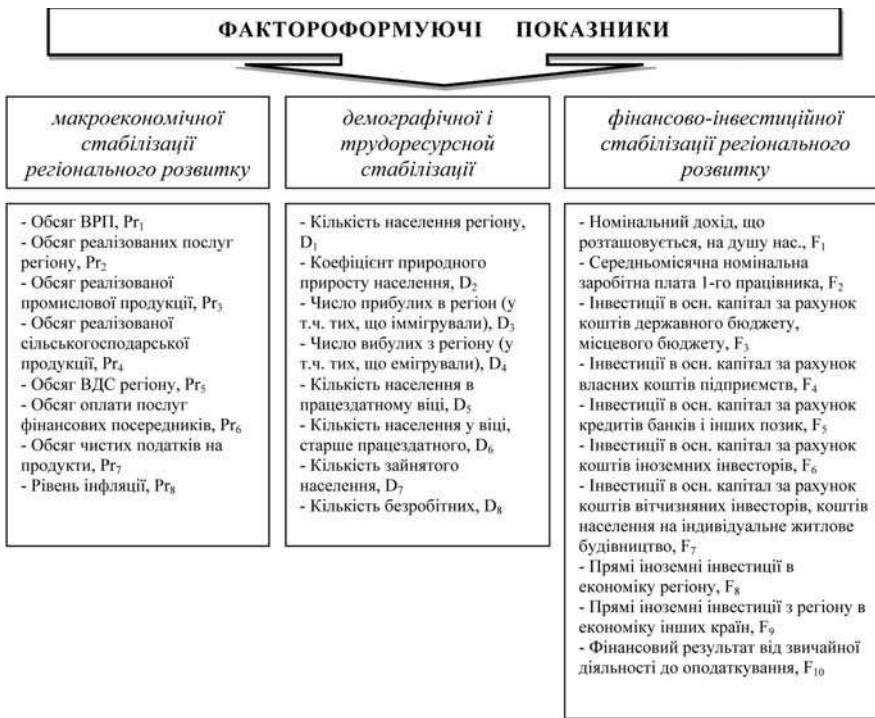 ФАКТОРОФОРМУЮЧІ ПОКАЗНИКИ
макроекономічної
стабілізації
регіонального розвитку
- Обсяг ВРП, Pr₁
- Обсяг реалізованих послуг
регіону, Pr₂
- Обсяг реалізованої
промислової продукції, Pr₃
- Обсяг реалізованої
сільськогосподарської
продукції, Pr₄
- Обсяг ВДС регіону, Pr₅
- Обсяг оплати послуг
фінансових посередників, Pr₆
- Обсяг чистих податків на
продукти, Pr₇
- Рівень інфляції, Pr₈
демографічної і
трудоресурсної
стабілізації
- Кількість населення регіону,
D₁
- Коефіцієнт природного
приросту населення, D₂
- Число прибулих в регіон (у
т.ч. тих, що іммігрували), D₃
- Число вибулих з регіону (у
т.ч. тих, що емігрували), D₄
- Кількість населення в
працездатному віці, D₅
- Кількість населення у віці,
старше працездатного, D₆
- Кількість зайнятого
населення, D₇
- Кількість безробітних, D₈
фінансово-інвестиційної
стабілізації регіонального
розвитку
- Номінальний дохід, що
розташовується, на душу нас., F₁
- Середньомісячна номінальна
заробітна плата 1-го працівника, F₂
- Інвестиції в осн. капітал за рахунок
коштів державного бюджету,
місцевого бюджету, F₃
- Інвестиції в осн. капітал за рахунок
власних коштів підприємств, F₄
- Інвестиції в осн. капітал за рахунок
кредитів банків і інших позик, F₅
- Інвестиції в осн. капітал за рахунок
коштів іноземних інвесторів, F₆
- Інвестиції в осн. капітал за рахунок
коштів вітчизняних інвесторів, коштів
населення на індивідуальне житлове
будівництво, F₇
- Прямі іноземні інвестиції в
економіку регіону, F₈
- Прямі іноземні інвестиції з регіону в
економіку інших країн, F₉
- Фінансовий результат від звичайної
діяльності до оподаткування, F₁₀